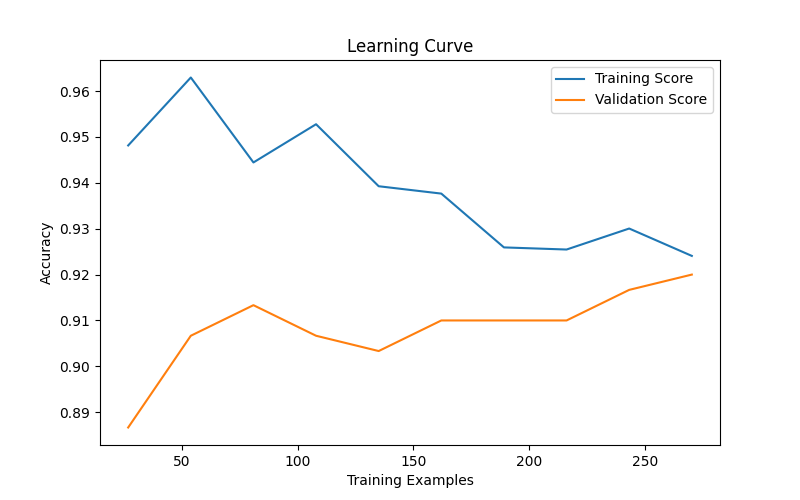 Learning Curve
Training Score
Validation Score
0.96
0.95
0.94
0.93
0.92
0.91
0.90
0.89
Accuracy
50 100 150 200 250
Training Examples